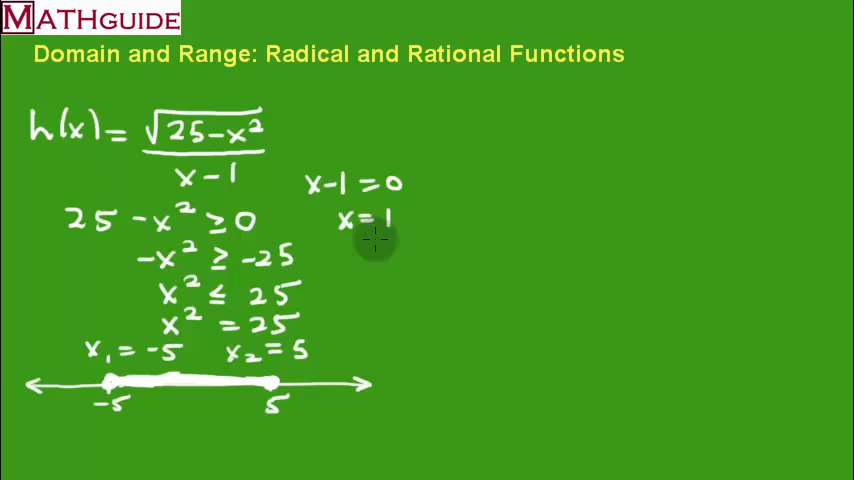 MATHGUIDE
Domain and Range: Radical and Rational Functions
h(x) = √(25-x²) / (x-1)
x-1=0
25-x² ≥ 0
x=1
-x² ≥ -25
x² ≤ 25
x² = 25
x₁ = -5 x₂ = 5
-5 5